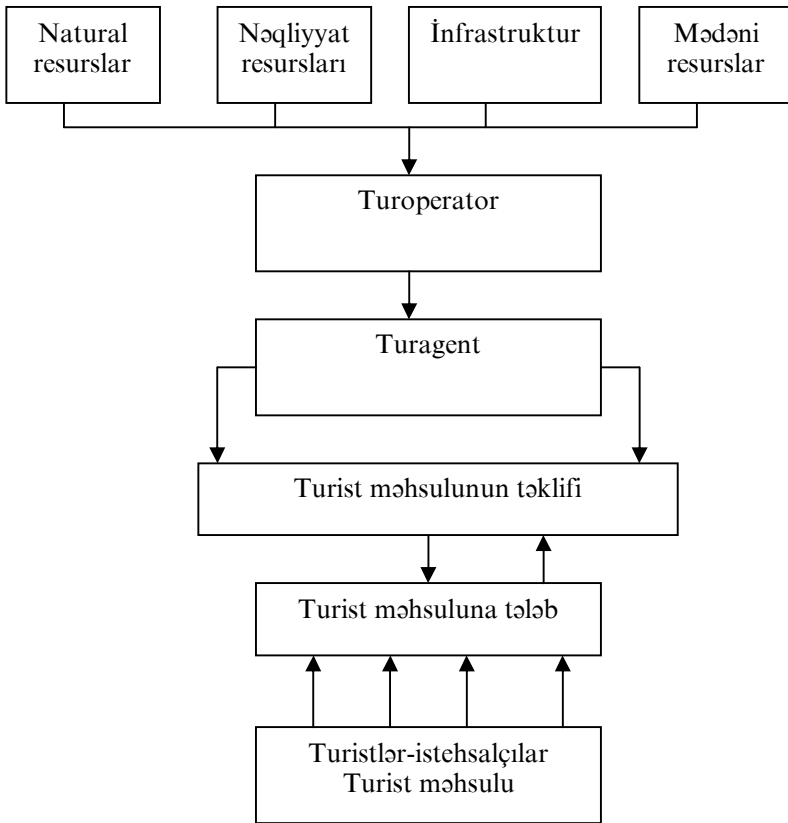 Natural
resurslar
Nəqliyyat
resursları
İnfrastruktur
Mədəni
resurslar
Turoperator
Turagent
Turist məhsulunun təklifi
Turist məhsuluna tələb
Turistlər-istehsalçılar
Turist məhsulu